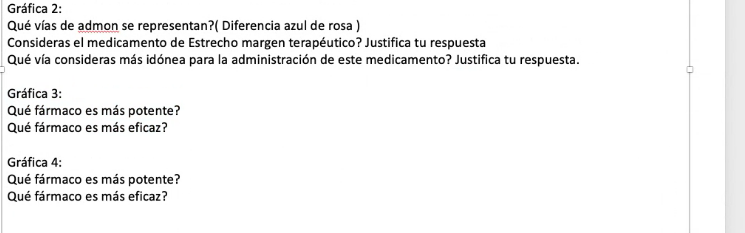 Gráfica 2:
Qué vías de admon se representan?( Diferencia azul de rosa )
Consideras el medicamento de Estrecho margen terapéutico? Justifica tu respuesta
Qué vía consideras más idónea para la administración de este medicamento? Justifica tu respuesta.
Gráfica 3:
Qué fármaco es más potente?
Qué fármaco es más eficaz?
Gráfica 4:
Qué fármaco es más potente?
Qué fármaco es más eficaz?